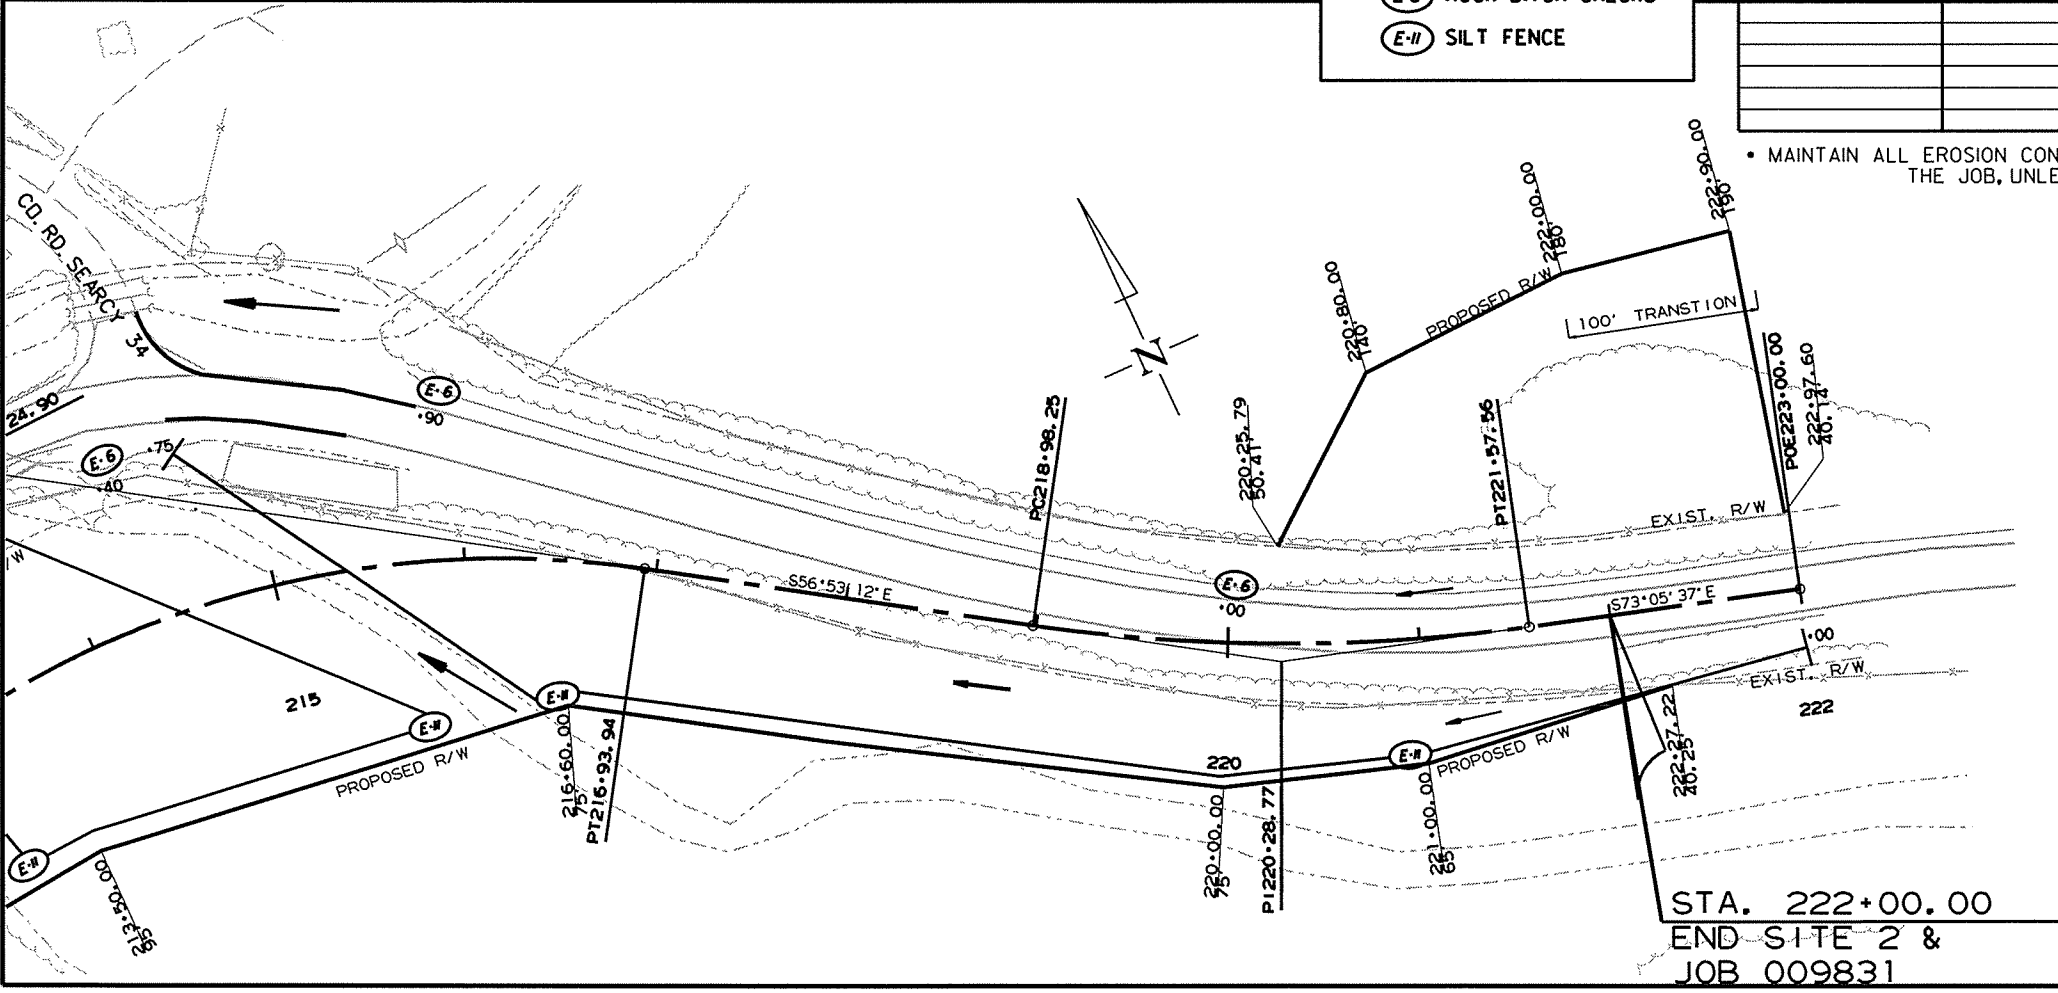 E-11 SILT FENCE
• MAINTAIN ALL EROSION CON
THE JOB, UNLE
CO. RD. SEARCY
34
24.90
E-6
+.90
E-6
+.75
+.40
PC218+98.25
220+25.79
50.41'
220+80.00
140'
222+00.00
180'
222+90.00
190'
PROPOSED R/W
100' TRANSTION
N
PT221+57.56
POE223+00.00
222+97.60
40.14'
EXIST. R/W
S56°53'12"E
E-6
+.00
S73°05'37"E
+.00
/W
215
E-11
E-11
PROPOSED R/W
216+60.00
75'
PT216+93.94
220
220+00.00
75'
PI220+28.77
E-11
PROPOSED R/W
221+00.00
65'
222+27.22
40.25'
EXIST. R/W
222
E-11
213+50.00
95'
STA. 222+00.00
END SITE 2 &
JOB 009831